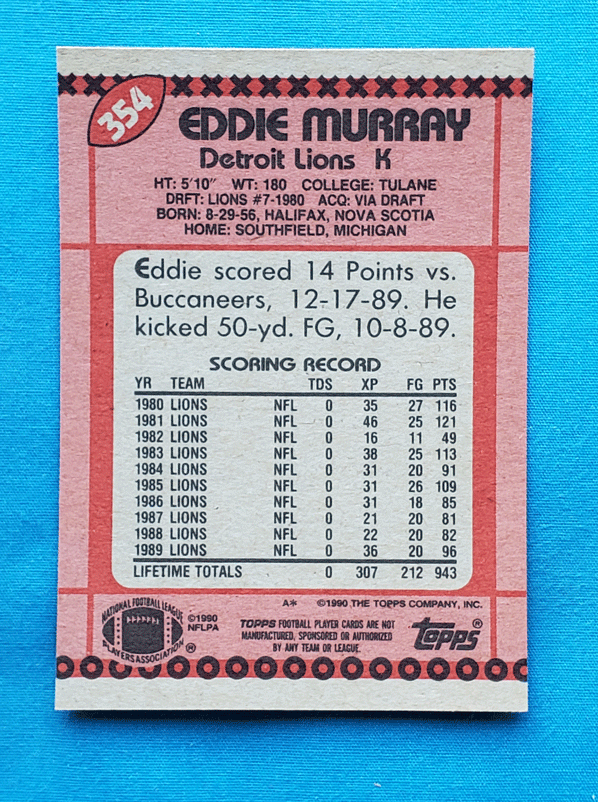 354
EDDIE MURRAY
Detroit Lions K
HT: 5'10" WT: 180 COLLEGE: TULANE
DRFT: LIONS #7-1980 ACQ: VIA DRAFT
BORN: 8-29-56, HALIFAX, NOVA SCOTIA
HOME: SOUTHFIELD, MICHIGAN
Eddie scored 14 Points vs.
Buccaneers, 12-17-89. He
kicked 50-yd. FG, 10-8-89.
SCORING RECORD
YR TEAM TDS XP FG PTS
1980 LIONS NFL 0 35 27 116
1981 LIONS NFL 0 46 25 121
1982 LIONS NFL 0 16 11 49
1983 LIONS NFL 0 38 25 113
1984 LIONS NFL 0 31 20 91
1985 LIONS NFL 0 31 26 109
1986 LIONS NFL 0 31 18 85
1987 LIONS NFL 0 21 20 81
1988 LIONS NFL 0 22 20 82
1989 LIONS NFL 0 36 20 96
LIFETIME TOTALS 0 307 212 943
A* ©1990 THE TOPPS COMPANY, INC.
NATIONAL FOOTBALL LEAGUE
PLAYERS ASSOCIATION ®
©1990
NFLPA
TOPPS FOOTBALL PLAYER CARDS ARE NOT
MANUFACTURED, SPONSORED OR AUTHORIZED
BY ANY TEAM OR LEAGUE.
topps ®